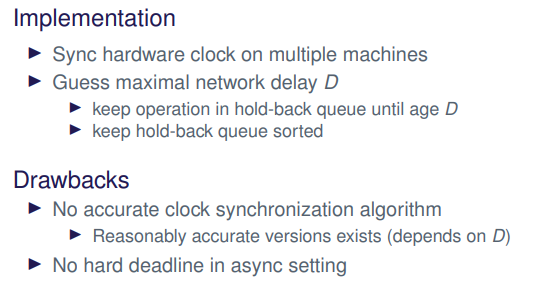 Implementation
Sync hardware clock on multiple machines
Guess maximal network delay D
keep operation in hold-back queue until age D
keep hold-back queue sorted
Drawbacks
No accurate clock synchronization algorithm
Reasonably accurate versions exists (depends on D)
No hard deadline in async setting